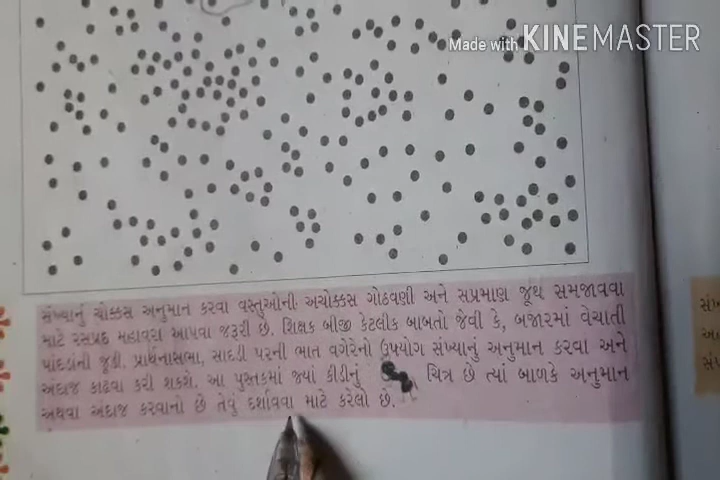 Made with KINEMASTER
સંખ્યાનું ચોક્કસ અનુમાન કરવા વસ્તુઓની અચોક્કસ ગોઠવણી અને સપ્રમાણ જૂથ સમજાવવા
માટે રસપ્રદ મહાવરા આપવા જરૂરી છે. શિક્ષક બીજી કેટલીક બાબતો જેવી કે, બજારમાં વેચાતી
પાંદડાંની જૂડી, પ્રાર્થનાસભા, સાદડી પરની ભાત વગેરેનો ઉપયોગ સંખ્યાનું અનુમાન કરવા અને
અંદાજ કાઢવા કરી શકશે. આ પુસ્તકમાં જ્યાં કીડીનું ચિત્ર છે ત્યાં બાળકે અનુમાન
અથવા અંદાજ કરવાનો છે તેવું દર્શાવવા માટે કરેલો છે.